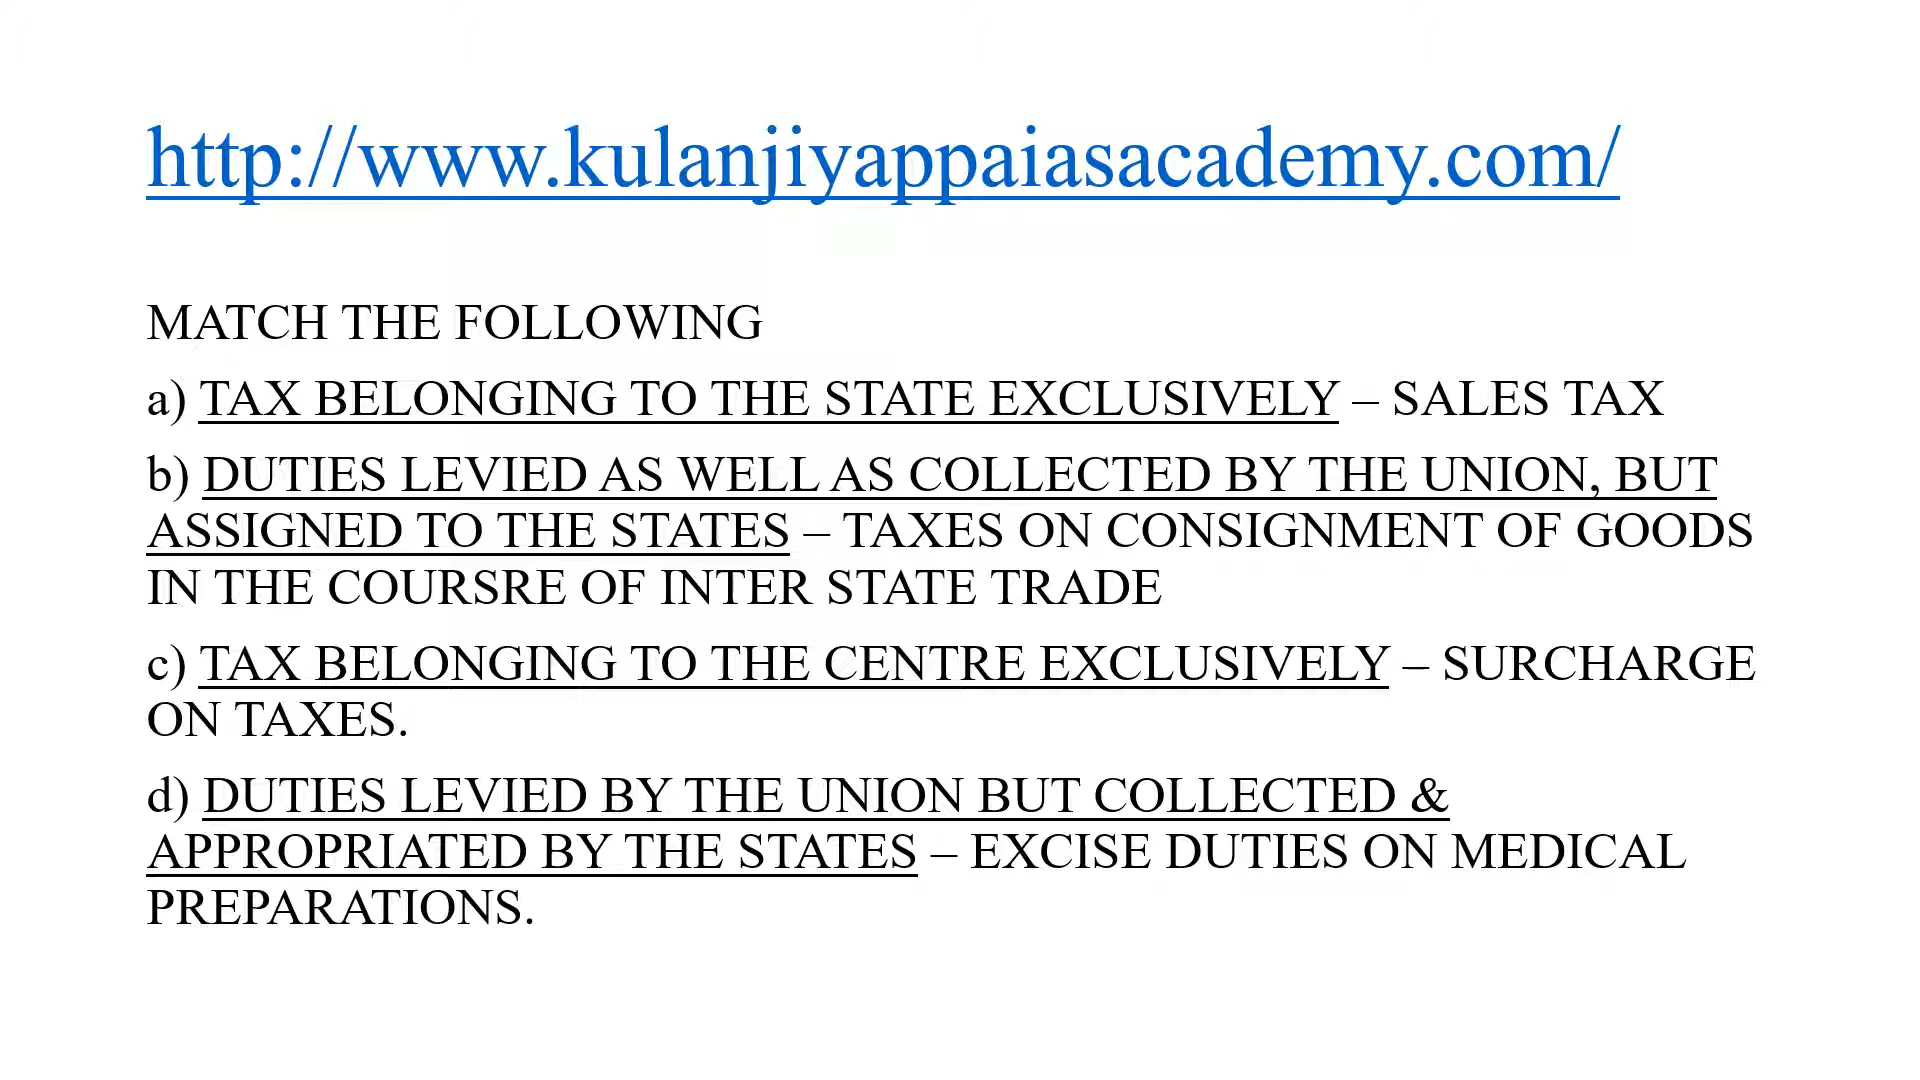 http://www.kulanjiyappaiasacademy.com/
MATCH THE FOLLOWING
a) TAX BELONGING TO THE STATE EXCLUSIVELY – SALES TAX
b) DUTIES LEVIED AS WELL AS COLLECTED BY THE UNION, BUT
ASSIGNED TO THE STATES – TAXES ON CONSIGNMENT OF GOODS
IN THE COURSRE OF INTER STATE TRADE
c) TAX BELONGING TO THE CENTRE EXCLUSIVELY – SURCHARGE
ON TAXES.
d) DUTIES LEVIED BY THE UNION BUT COLLECTED &
APPROPRIATED BY THE STATES – EXCISE DUTIES ON MEDICAL
PREPARATIONS.